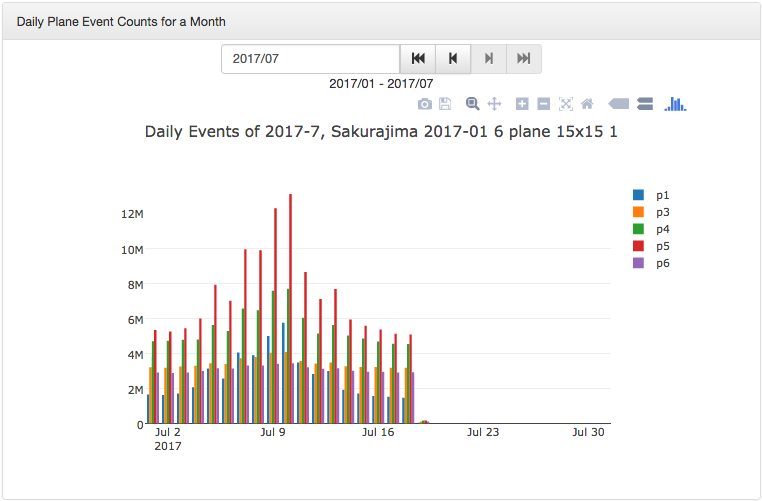 Daily Plane Event Counts for a Month
2017/07
2017/01 - 2017/07
Daily Events of 2017-7, Sakurajima 2017-01 6 plane 15x15 1
12M
10M
8M
6M
4M
2M
0
Jul 2
2017
Jul 9
Jul 16
Jul 23
Jul 30
p1
p3
p4
p5
p6